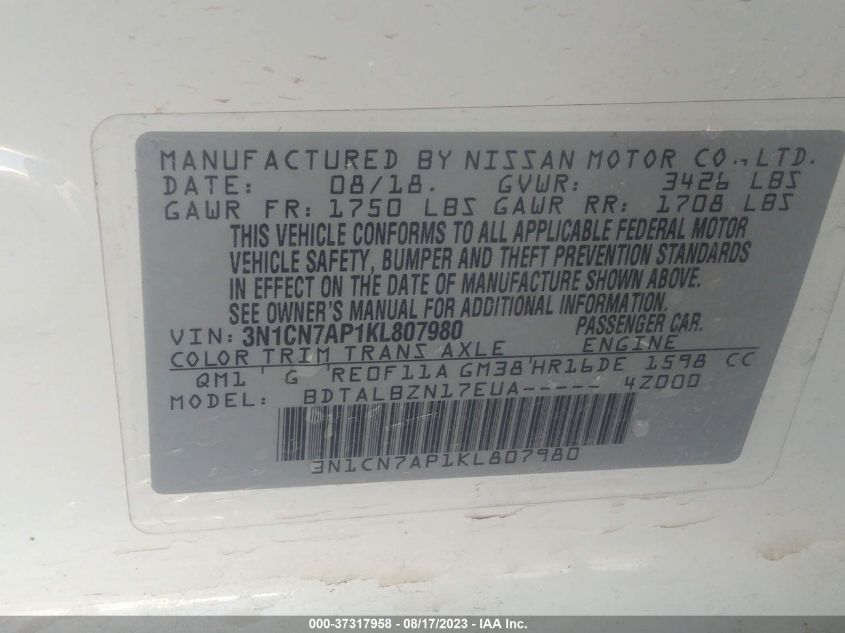 MANUFACTURED BY NISSAN MOTOR CO., LTD.
DATE: 08/18. GVWR: 3426 LBS
GAWR FR: 1750 LBS GAWR RR: 1708 LBS
THIS VEHICLE CONFORMS TO ALL APPLICABLE FEDERAL MOTOR
VEHICLE SAFETY, BUMPER AND THEFT PREVENTION STANDARDS
IN EFFECT ON THE DATE OF MANUFACTURE SHOWN ABOVE.
SEE OWNER'S MANUAL FOR ADDITIONAL INFORMATION.
VIN: 3N1CN7AP1KL807980 PASSENGER CAR.
COLOR TRIM TRANS AXLE ENGINE
QM1 G RE0F11A GM38 HR16DE 1598 CC
MODEL: BDTALBZN17EUA----- 4Z000
3N1CN7AP1KL807980
000-37317958 - 08/17/2023 - IAA Inc.